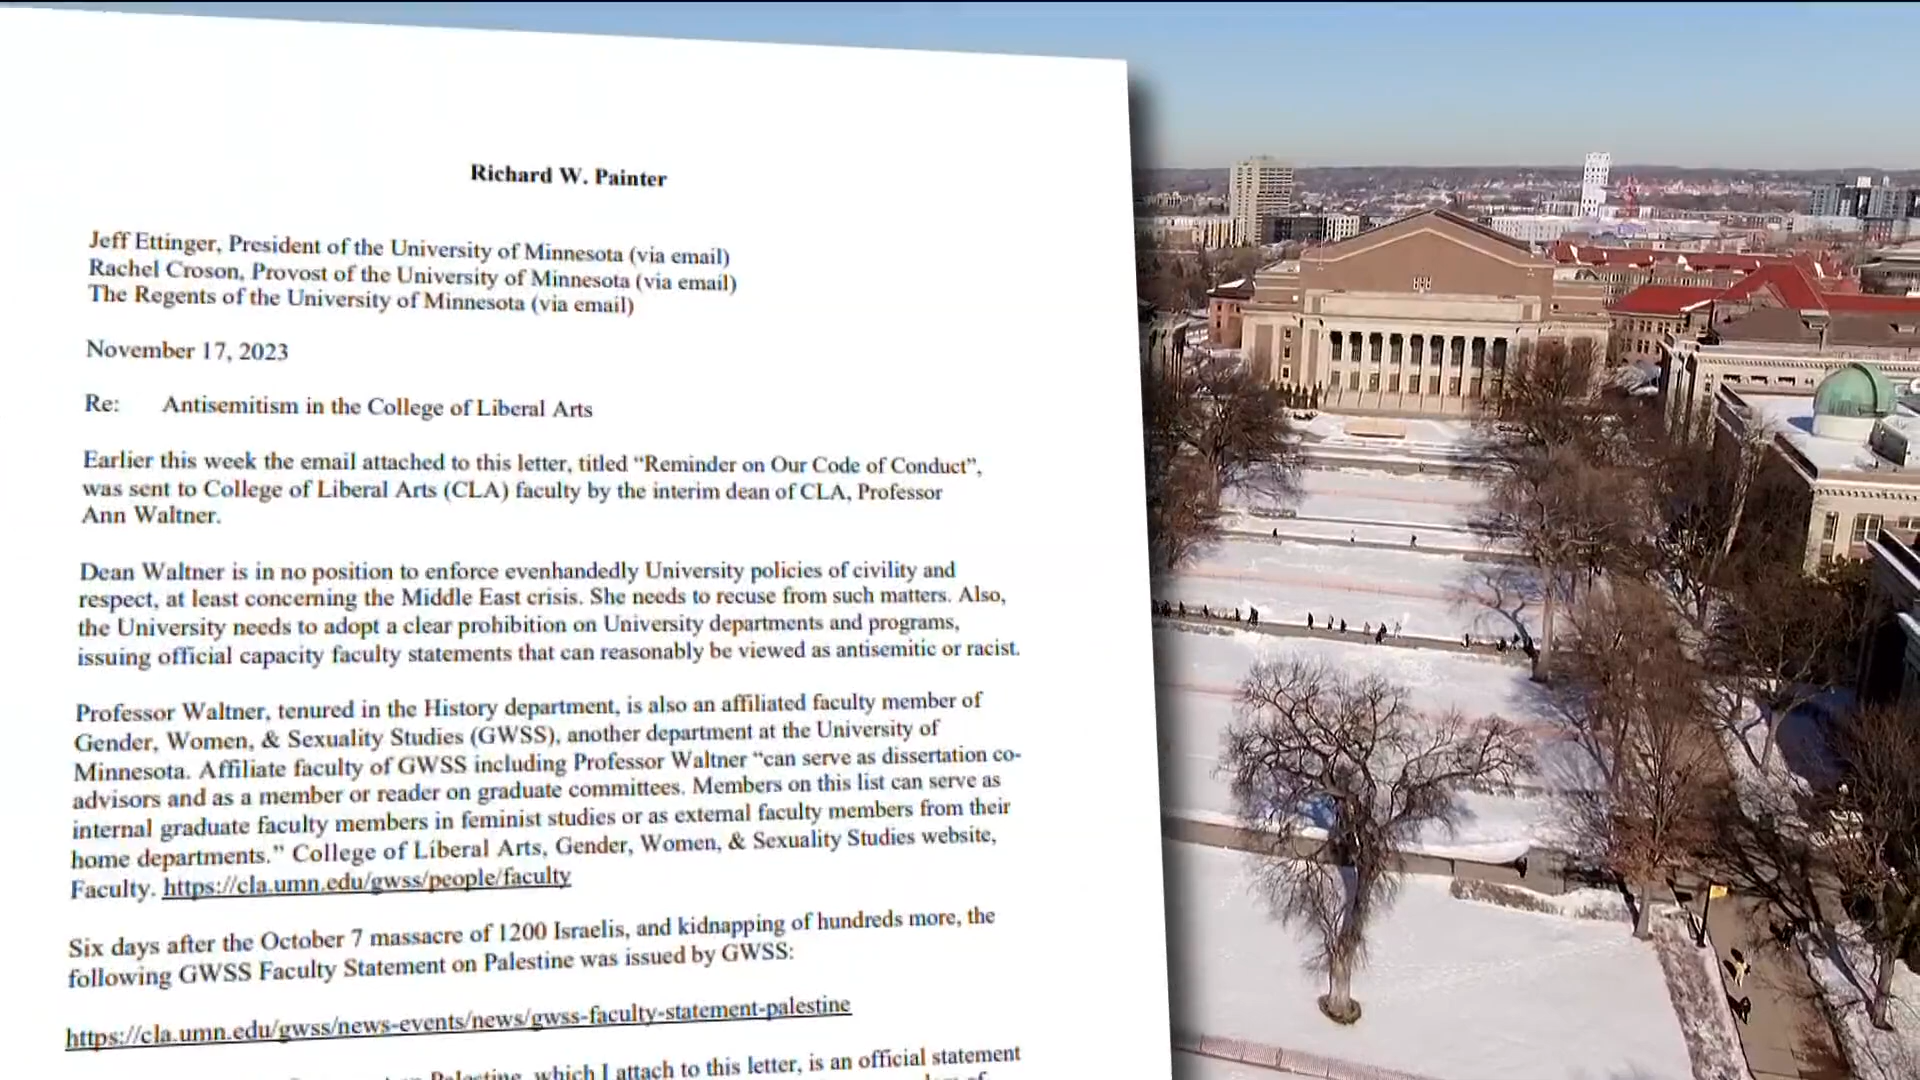 Richard W. Painter
Jeff Ettinger, President of the University of Minnesota (via email)
Rachel Croson, Provost of the University of Minnesota (via email)
The Regents of the University of Minnesota (via email)
November 17, 2023
Re: Antisemitism in the College of Liberal Arts
Earlier this week the email attached to this letter, titled “Reminder on Our Code of Conduct”,
was sent to College of Liberal Arts (CLA) faculty by the interim dean of CLA, Professor
Ann Waltner.
Dean Waltner is in no position to enforce evenhandedly University policies of civility and
respect, at least concerning the Middle East crisis. She needs to recuse from such matters. Also,
the University needs to adopt a clear prohibition on University departments and programs,
issuing official capacity faculty statements that can reasonably be viewed as antisemitic or racist.
Professor Waltner, tenured in the History department, is also an affiliated faculty member of
Gender, Women, & Sexuality Studies (GWSS), another department at the University of
Minnesota. Affiliate faculty of GWSS including Professor Waltner “can serve as dissertation co-
advisors and as a member or reader on graduate committees. Members on this list can serve as
internal graduate faculty members in feminist studies or as external faculty members from their
home departments.” College of Liberal Arts, Gender, Women, & Sexuality Studies website,
Faculty. https://cla.umn.edu/gwss/people/faculty
Six days after the October 7 massacre of 1200 Israelis, and kidnapping of hundreds more, the
following GWSS Faculty Statement on Palestine was issued by GWSS:
https://cla.umn.edu/gwss/news-events/news/gwss-faculty-statement-palestine
Palestine, which I attach to this letter, is an official statement